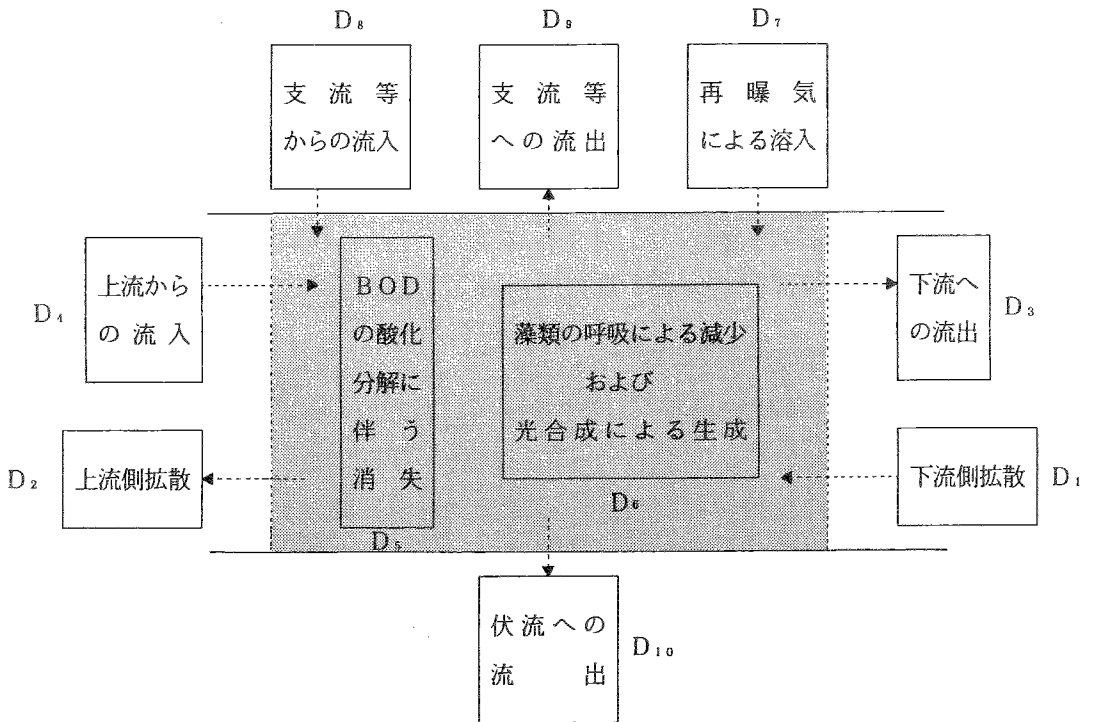 D₈
D₉
D₇
支流等
からの流入
支流等
への流出
再曝気
による溶入
D₄
上流から
の流入
BOD
の酸化
分解に
伴う
消失
D₅
藻類の呼吸による減少
および
光合成による生成
D₆
下流へ
の流出
D₃
D₂
上流側拡散
下流側拡散
D₁
伏流への
流出
D₁₀